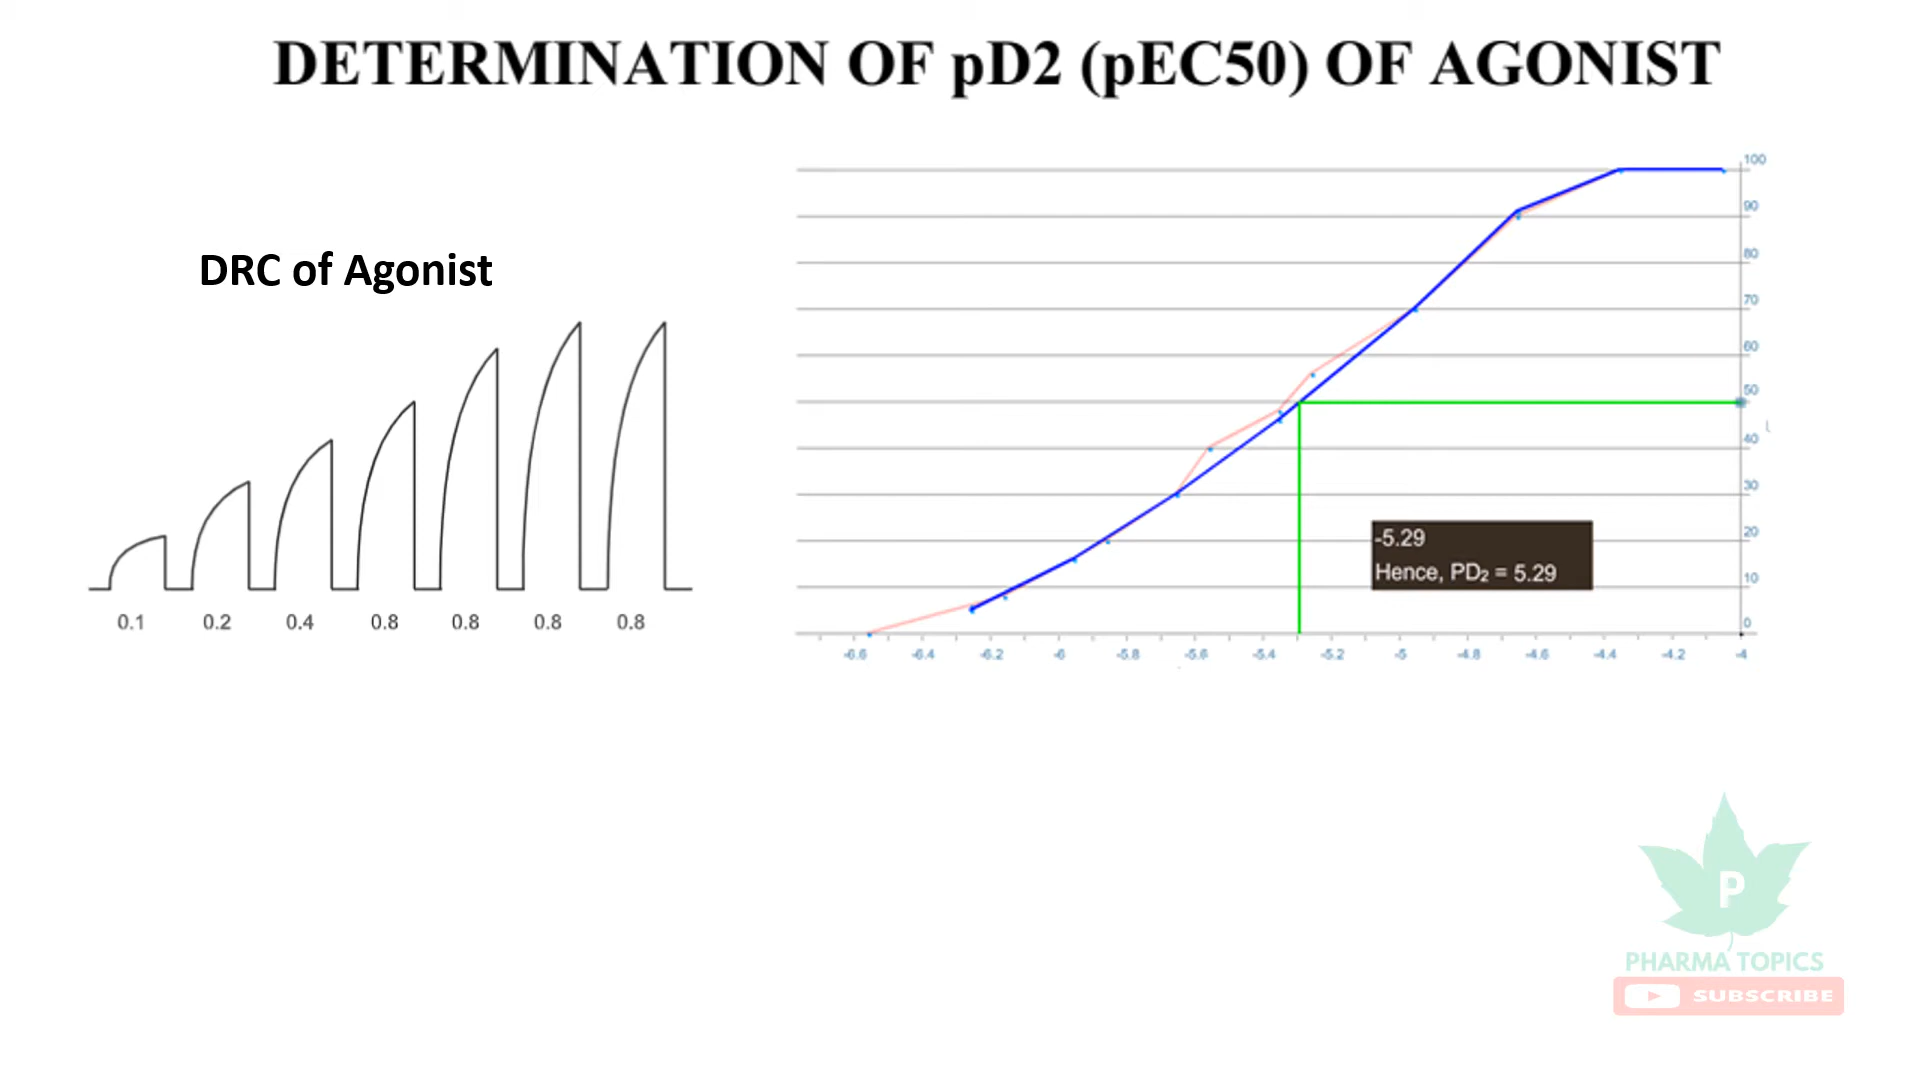 DETERMINATION OF pD2 (pEC50) OF AGONIST
DRC of Agonist
0.1 0.2 0.4 0.8 0.8 0.8 0.8
100
90
80
70
60
50
40
30
20
10
0
-6.6 -6.4 -6.2 -6 -5.8 -5.6 -5.4 -5.2 -5 -4.8 -4.6 -4.4 -4.2 -4
-5.29
Hence, PD₂ = 5.29
P
PHARMA TOPICS
SUBSCRIBE